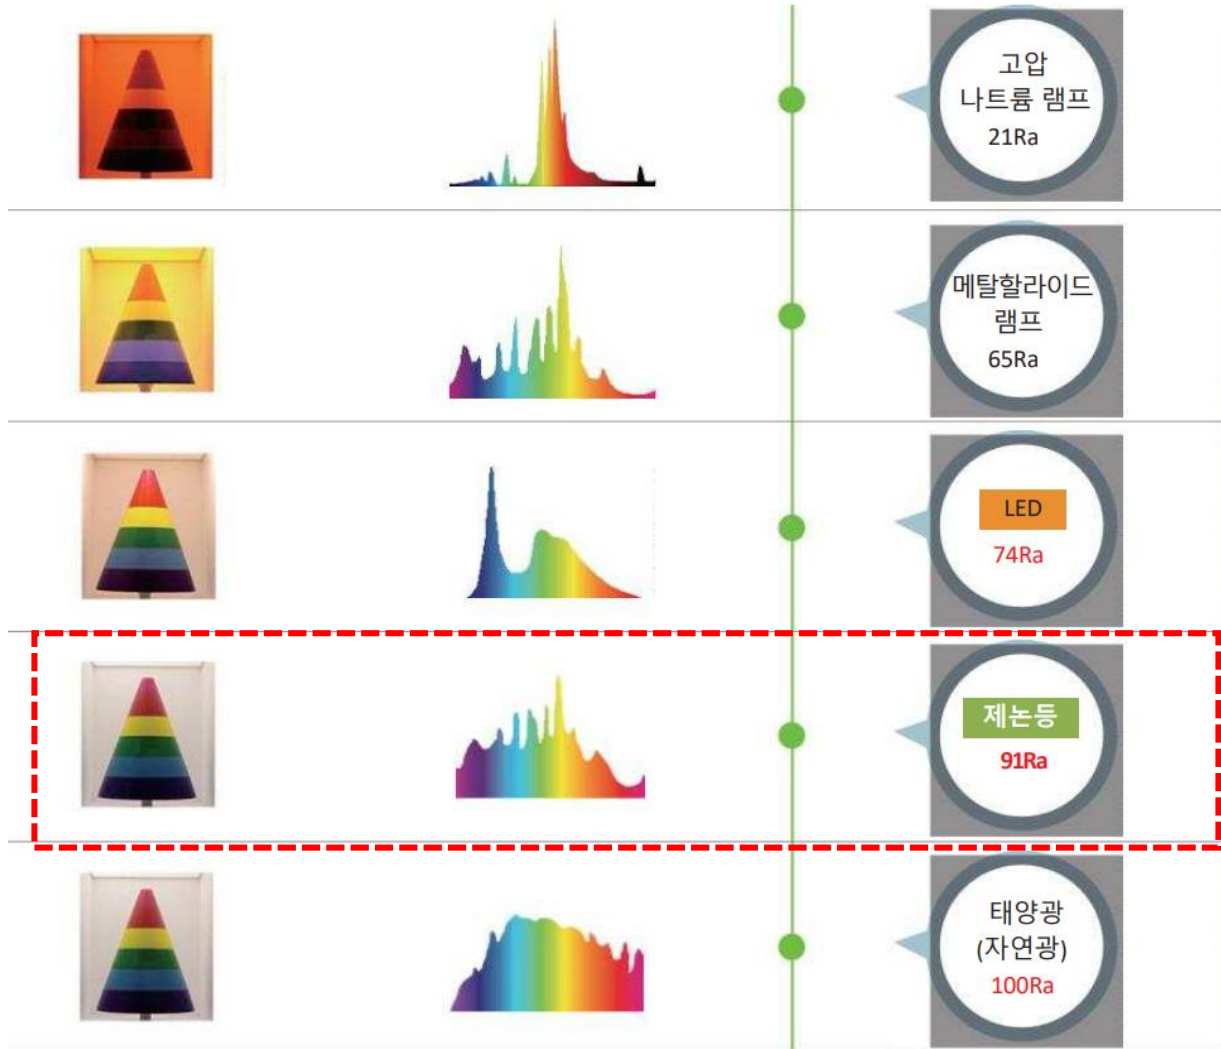 고압
나트륨 램프
21Ra
메탈할라이드
램프
65Ra
LED
74Ra
제논등
91Ra
태양광
(자연광)
100Ra